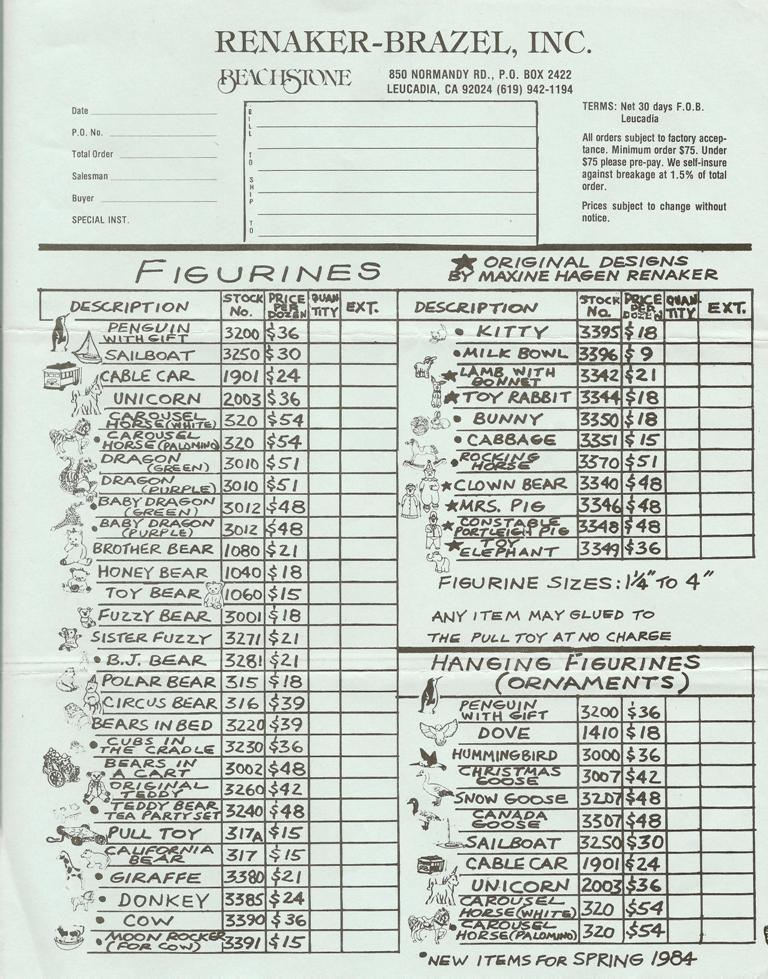 RENAKER-BRAZEL, INC.
BEACHSTONE
850 NORMANDY RD., P.O. BOX 2422
LEUCADIA, CA 92024 (619) 942-1194
Date
P.O. No.
Total Order
Salesman
Buyer
SPECIAL INST.
BILL TO
SHIP TO
TERMS: Net 30 days F.O.B.
Leucadia
All orders subject to factory accep-
tance. Minimum order $75. Under
$75 please pre-pay. We self-insure
against breakage at 1.5% of total
order.
Prices subject to change without
notice.
FIGURINES
★ ORIGINAL DESIGNS
BY MAXINE HAGEN RENAKER
DESCRIPTION STOCK No. PRICE PER DOZEN QUANTITY EXT.
PENGUIN WITH GIFT 3200 $36
SAILBOAT 3250 $30
CABLE CAR 1901 $24
UNICORN 2003 $36
CAROUSEL HORSE (WHITE) 320 $54
• CAROUSEL HORSE (PALOMINO) 320 $54
DRAGON (GREEN) 3010 $51
DRAGON (PURPLE) 3010 $51
• BABY DRAGON (GREEN) 3012 $48
• BABY DRAGON (PURPLE) 3012 $48
BROTHER BEAR 1080 $21
HONEY BEAR 1040 $18
TOY BEAR 1060 $15
FUZZY BEAR 3001 $18
SISTER FUZZY 3271 $21
• B.J. BEAR 3281 $21
POLAR BEAR 315 $18
CIRCUS BEAR 316 $39
BEARS IN BED 3220 $39
• CUBS IN THE CRADLE 3230 $36
BEARS IN A CART 3002 $48
ORIGINAL TEDDY 3260 $42
• TEDDY BEAR TEA PARTY SET 3240 $48
PULL TOY 317A $15
CALIFORNIA BEAR 317 $15
• GIRAFFE 3380 $21
• DONKEY 3385 $24
• COW 3390 $36
• MOON ROCKER (FOR COW) 3391 $15
DESCRIPTION STOCK No. PRICE PER DOZEN QUANTITY EXT.
• KITTY 3395 $18
• MILK BOWL 3396 $9
★ LAMB WITH BONNET 3342 $21
★ TOY RABBIT 3344 $18
• BUNNY 3350 $18
• CABBAGE 3351 $15
• ROCKING HORSE 3370 $51
★ CLOWN BEAR 3340 $48
★ MRS. PIG 3346 $48
★ CONSTABLE PORTLEIGH PIG 3348 $48
★ TOY ELEPHANT 3349 $36
FIGURINE SIZES: 1¼" TO 4"
ANY ITEM MAY GLUED TO
THE PULL TOY AT NO CHARGE
HANGING FIGURINES
(ORNAMENTS)
PENGUIN WITH GIFT 3200 $36
DOVE 1410 $18
HUMMINGBIRD 3000 $36
CHRISTMAS GOOSE 3007 $42
SNOW GOOSE 3207 $48
CANADA GOOSE 3307 $48
SAILBOAT 3250 $30
CABLE CAR 1901 $24
UNICORN 2003 $36
CAROUSEL HORSE (WHITE) 320 $54
• CAROUSEL HORSE (PALOMINO) 320 $54
• NEW ITEMS FOR SPRING 1984